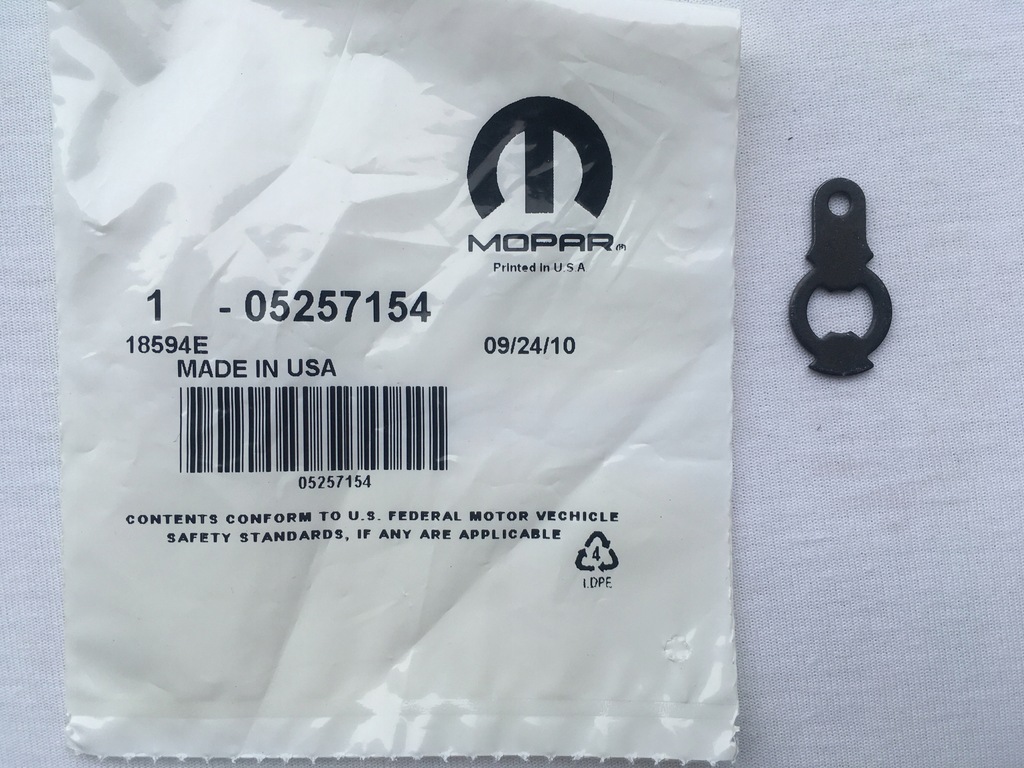 MOPAR
Printed in U.S.A
1 - 05257154
18594E 09/24/10
MADE IN USA
05257154
CONTENTS CONFORM TO U.S. FEDERAL MOTOR VECHICLE
SAFETY STANDARDS, IF ANY ARE APPLICABLE
4
LDPE